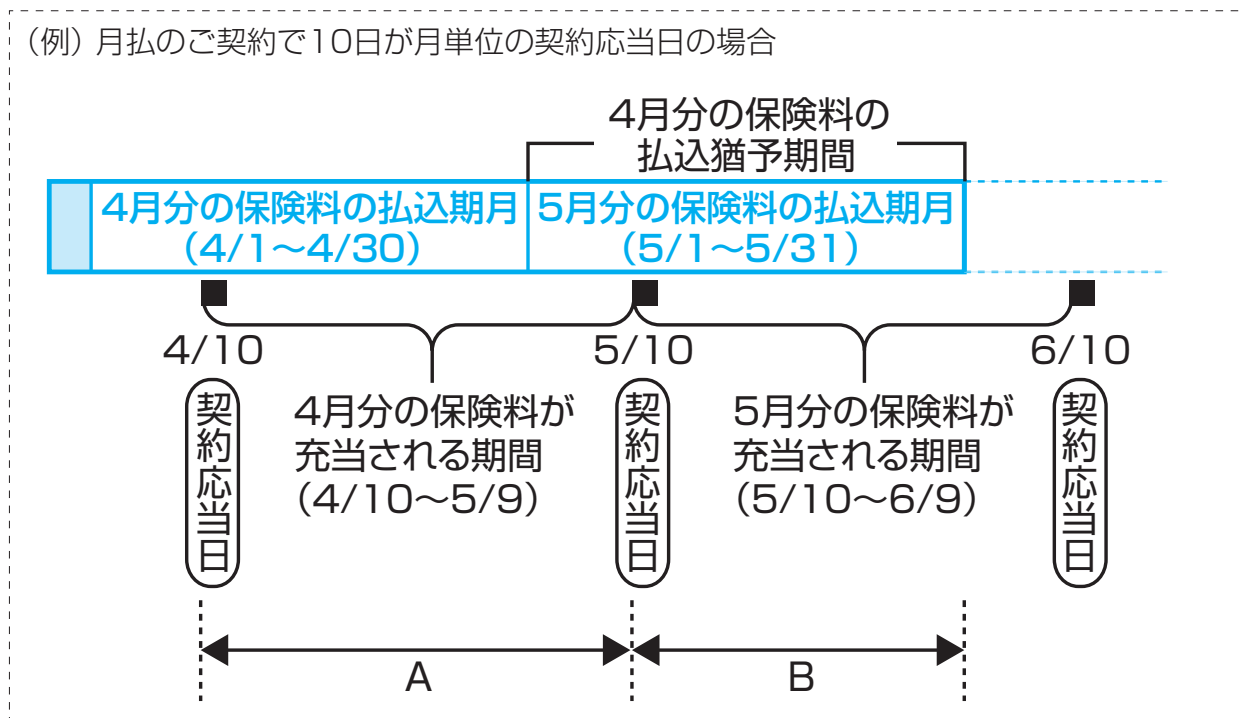 （例）月払のご契約で10日が月単位の契約応当日の場合
4月分の保険料の
払込猶予期間
4月分の保険料の払込期月
（4/1～4/30）
5月分の保険料の払込期月
（5/1～5/31）
4/10
5/10
6/10
契約応当日
4月分の保険料が
充当される期間
（4/10～5/9）
契約応当日
5月分の保険料が
充当される期間
（5/10～6/9）
契約応当日
A
B